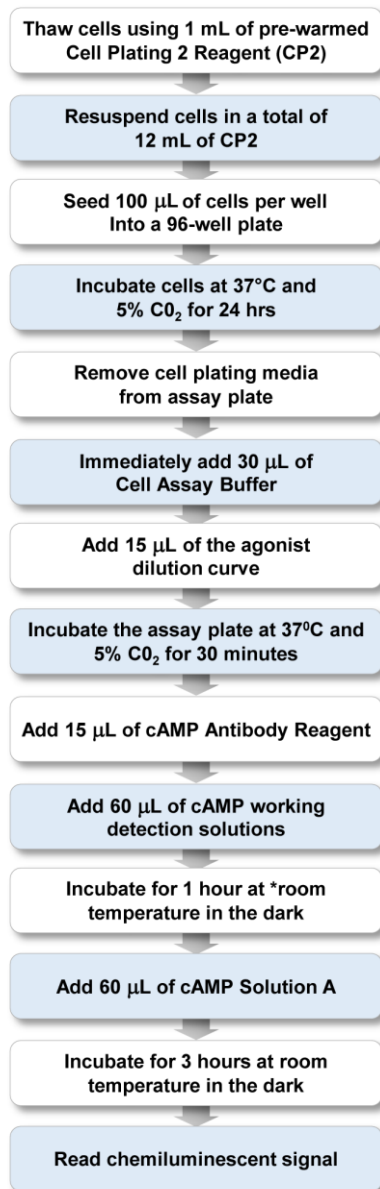 Thaw cells using 1 mL of pre-warmed
Cell Plating 2 Reagent (CP2)
Resuspend cells in a total of
12 mL of CP2
Seed 100 μL of cells per well
Into a 96-well plate
Incubate cells at 37°C and
5% C0₂ for 24 hrs
Remove cell plating media
from assay plate
Immediately add 30 μL of
Cell Assay Buffer
Add 15 μL of the agonist
dilution curve
Incubate the assay plate at 37⁰C and
5% C0₂ for 30 minutes
Add 15 μL of cAMP Antibody Reagent
Add 60 μL of cAMP working
detection solutions
Incubate for 1 hour at *room
temperature in the dark
Add 60 μL of cAMP Solution A
Incubate for 3 hours at room
temperature in the dark
Read chemiluminescent signal